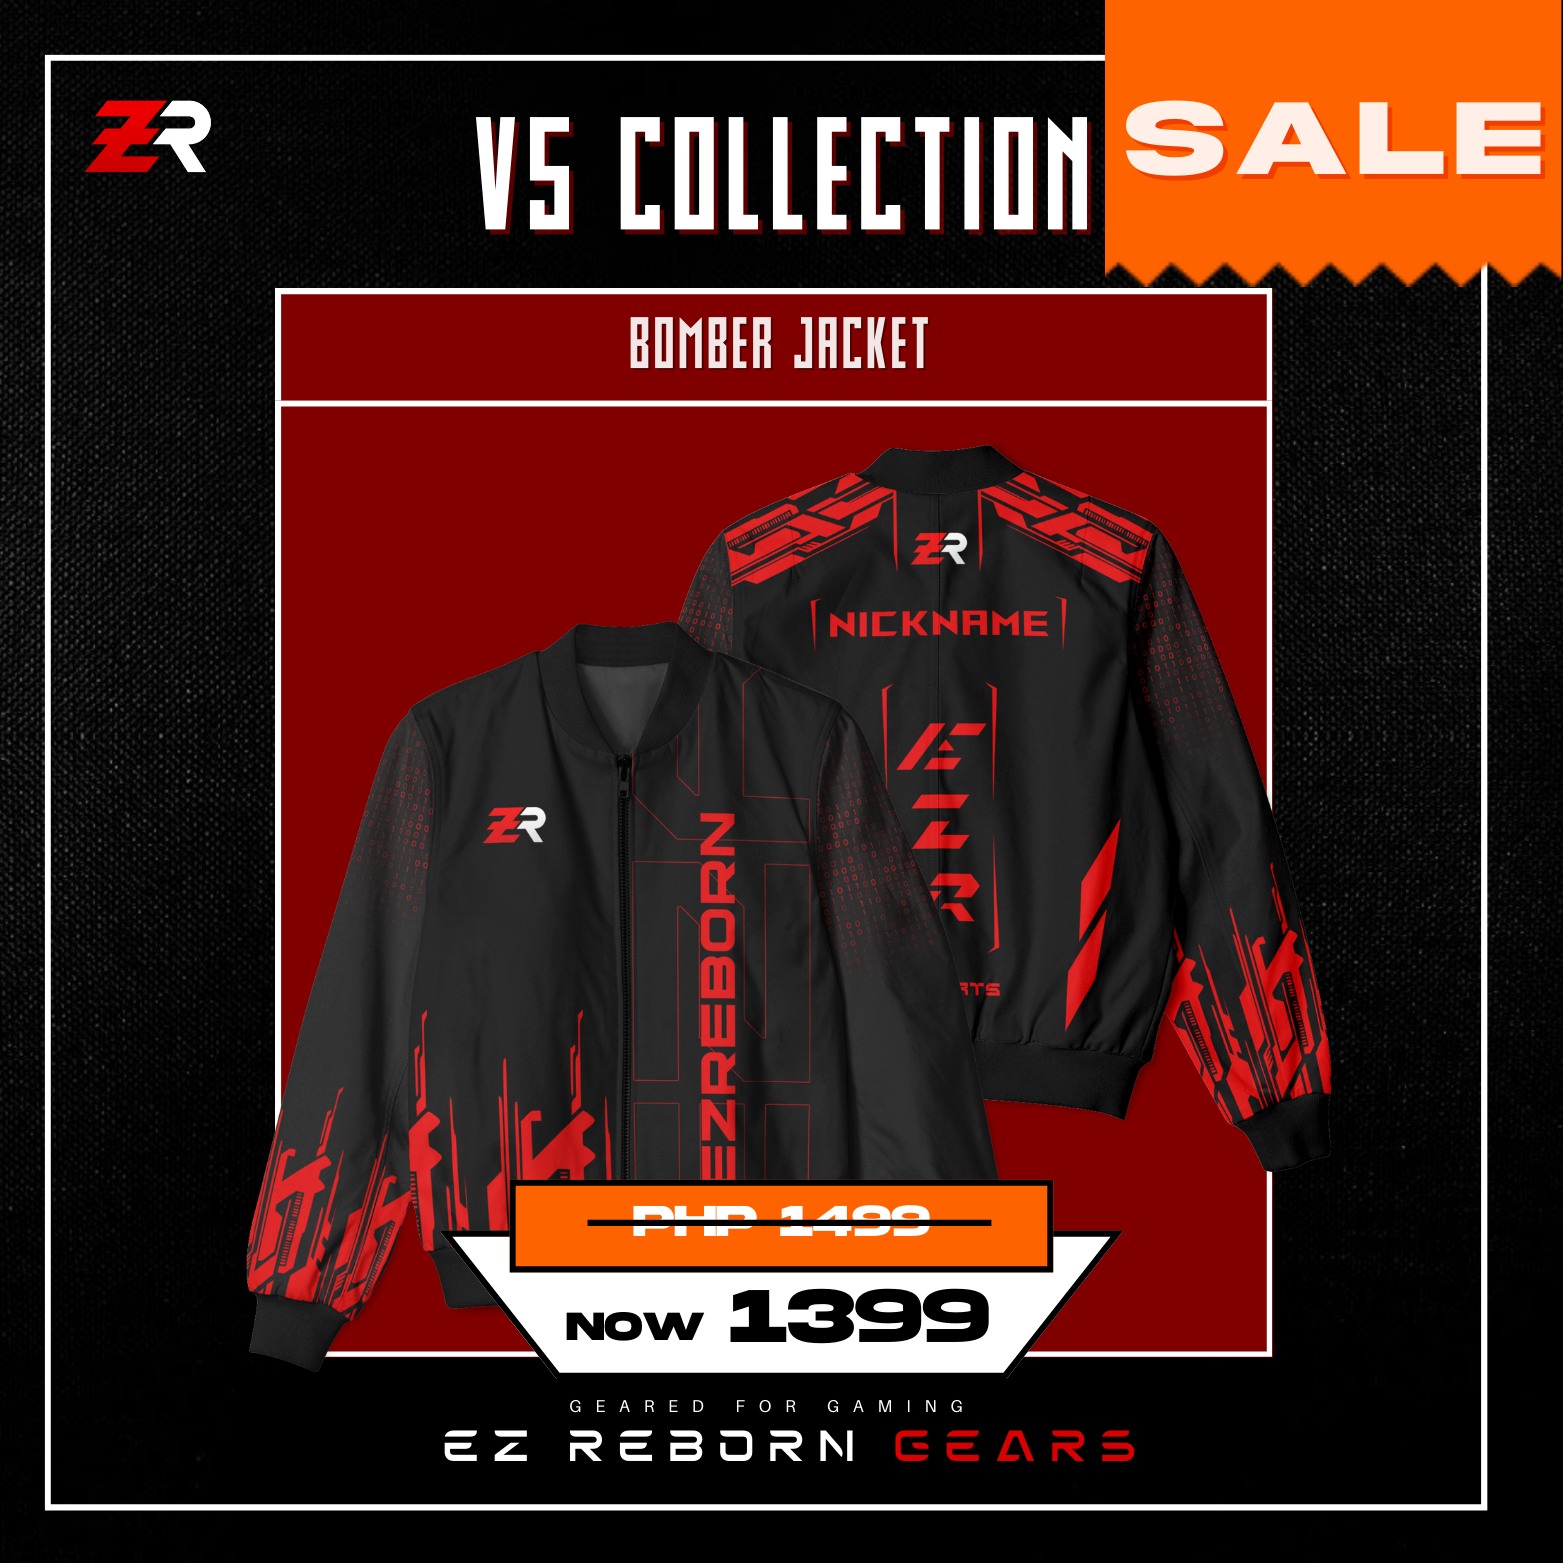 ZR
V5 COLLECTION
SALE
BOMBER JACKET
ZR
NICKNAME
EZR
ZR
EZREBORN
PHP 1499
NOW 1399
GEARED FOR GAMING
EZ REBORN GEARS